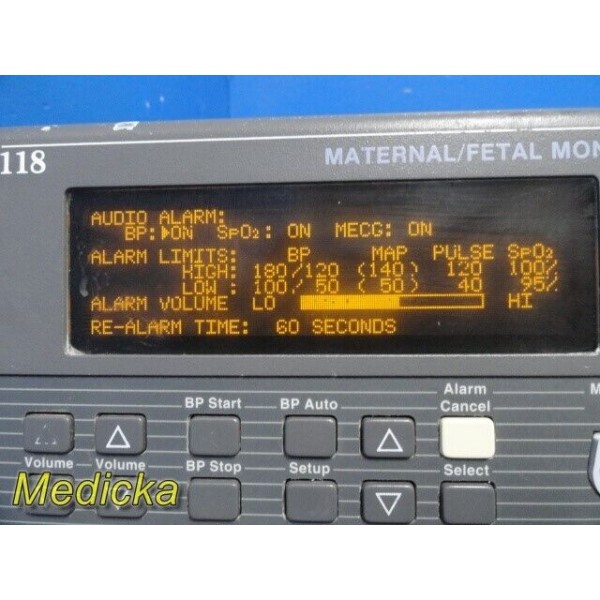 118 MATERNAL/FETAL MON
AUDIO ALARM:
BP:▶ON SpO2: ON MECG: ON
ALARM LIMITS: BP MAP PULSE SpO2
HIGH: 180/120 (140) 120 100%
LOW : 100/ 50 ( 50) 40 95%
ALARM VOLUME LO HI
RE-ALARM TIME: 60 SECONDS
Alarm
BP Start BP Auto Cancel M
Volume Volume BP Stop Setup Select
Medicka